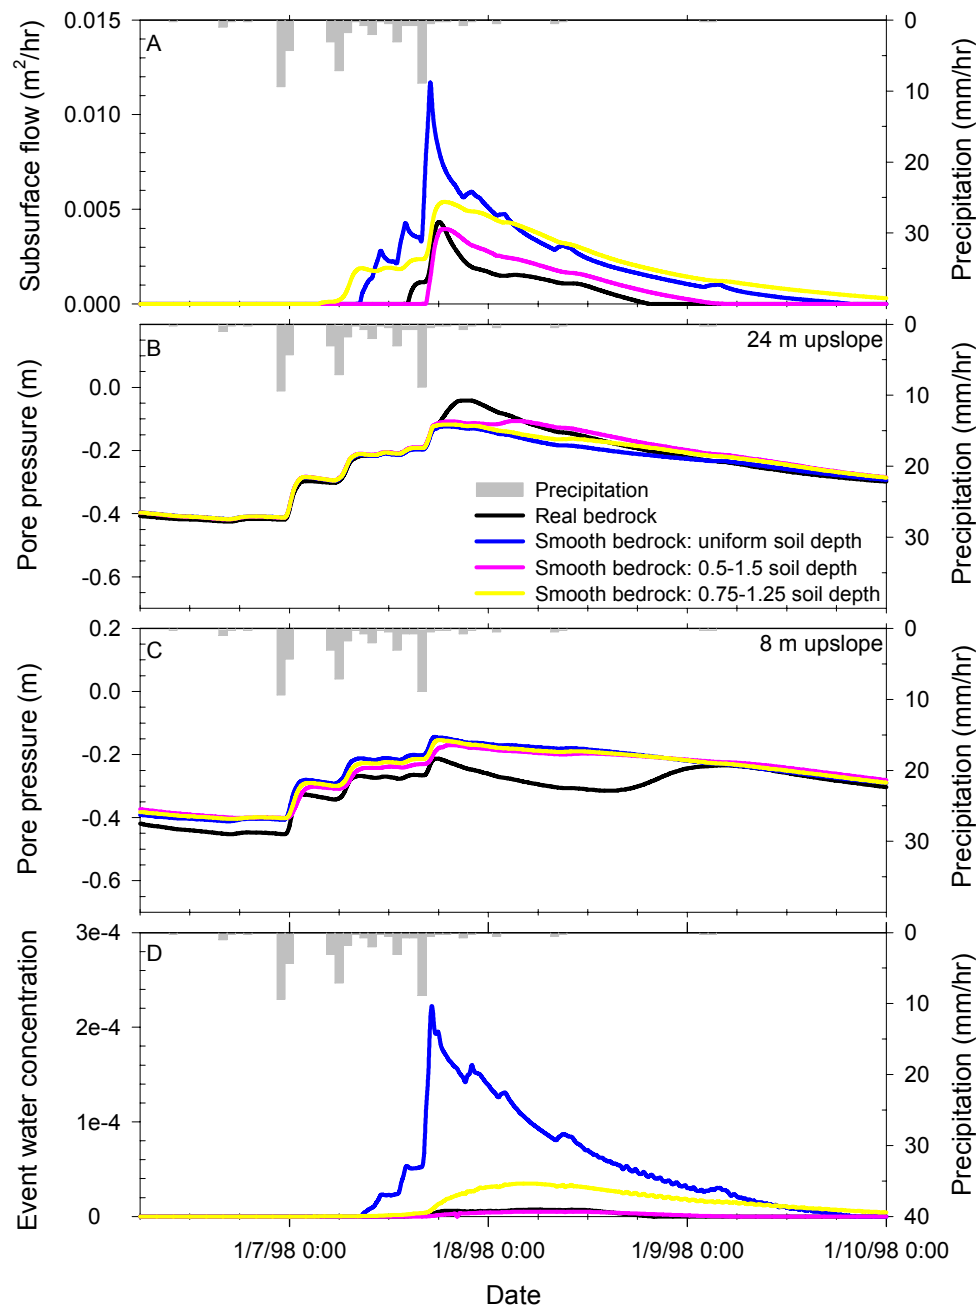 0.015
0.010
0.005
0.000
Subsurface flow (m2/hr)
A
0
10
20
30
Precipitation (mm/hr)
0.0
-0.2
-0.4
-0.6
Pore pressure (m)
B
24 m upslope
Precipitation
Real bedrock
Smooth bedrock: uniform soil depth
Smooth bedrock: 0.5-1.5 soil depth
Smooth bedrock: 0.75-1.25 soil depth
0
10
20
30
Precipitation (mm/hr)
0.2
0.0
-0.2
-0.4
-0.6
Pore pressure (m)
C
8 m upslope
0
10
20
30
Precipitation (mm/hr)
3e-4
2e-4
1e-4
0
Event water concentration
D
0
10
20
30
40
Precipitation (mm/hr)
1/7/98 0:00
1/8/98 0:00
1/9/98 0:00
1/10/98 0:00
Date